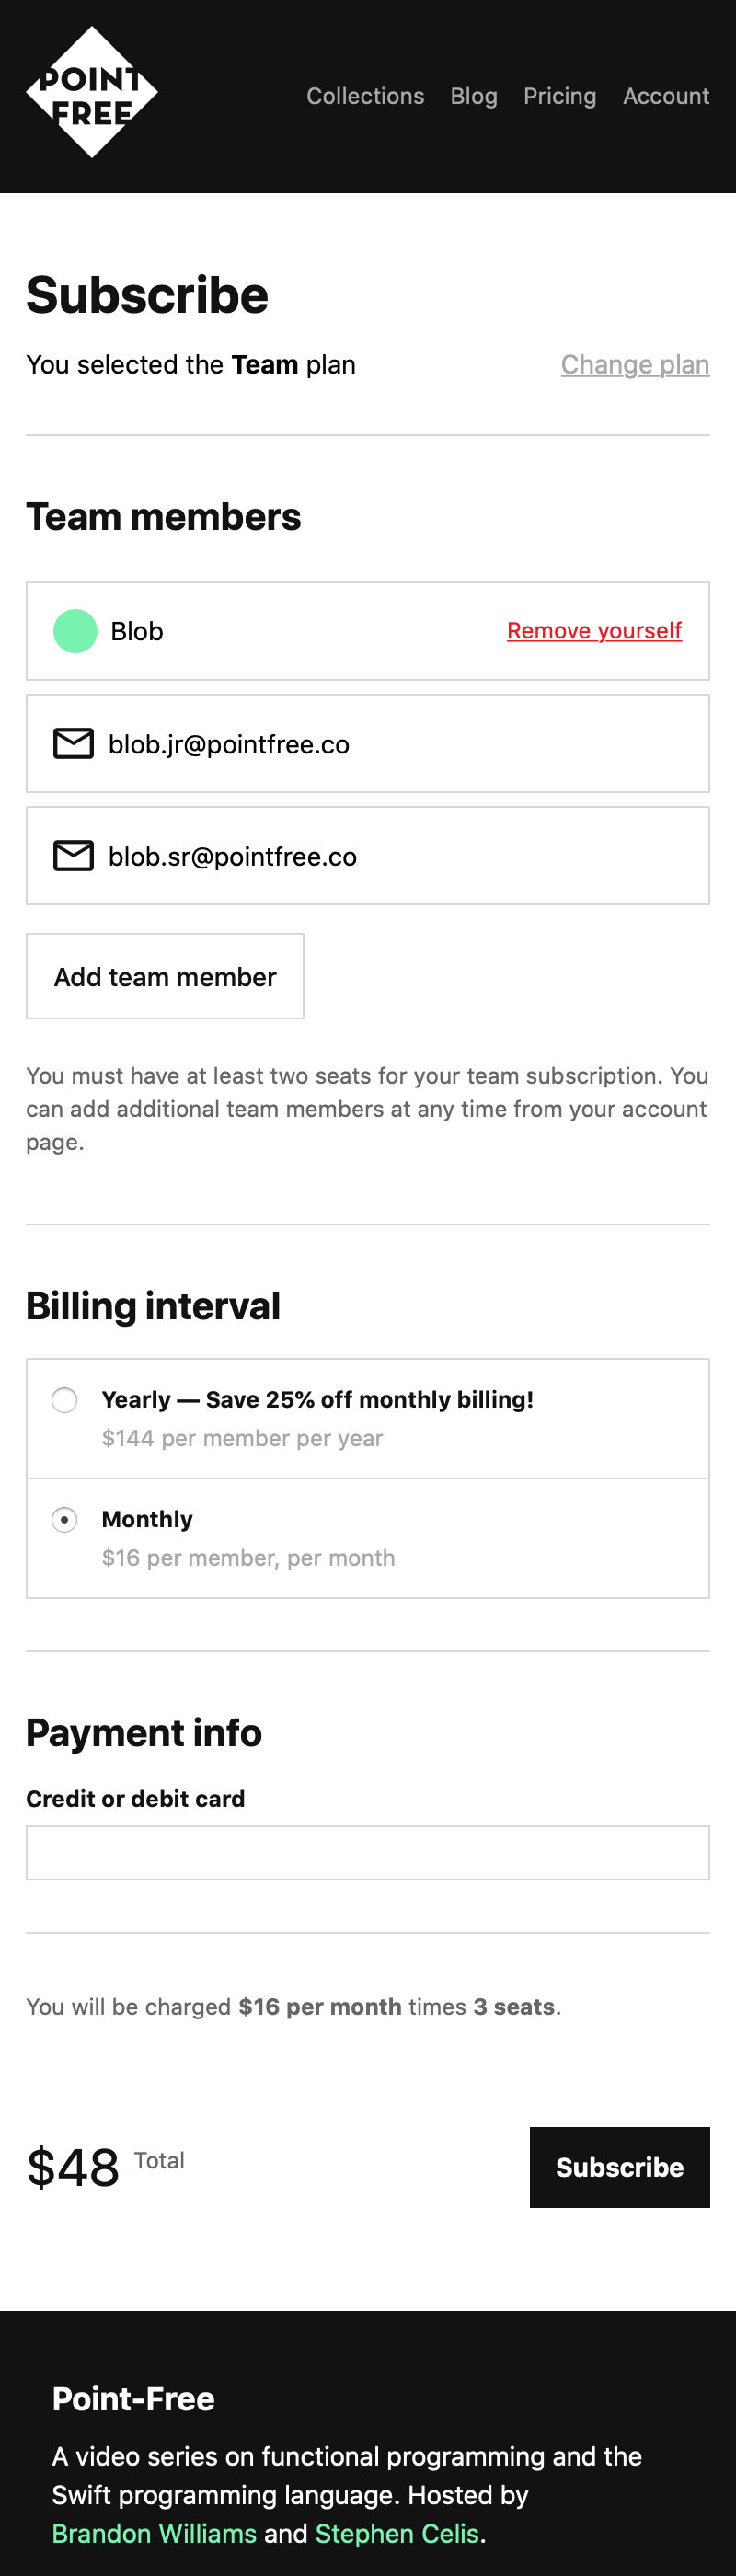 POINT
FREE
Collections Blog Pricing Account
Subscribe
You selected the Team plan
Change plan
Team members
Blob
Remove yourself
blob.jr@pointfree.co
blob.sr@pointfree.co
Add team member
You must have at least two seats for your team subscription. You
can add additional team members at any time from your account
page.
Billing interval
Yearly — Save 25% off monthly billing!
$144 per member per year
Monthly
$16 per member, per month
Payment info
Credit or debit card
You will be charged $16 per month times 3 seats.
$48 Total
Subscribe
Point-Free
A video series on functional programming and the
Swift programming language. Hosted by
Brandon Williams and Stephen Celis.